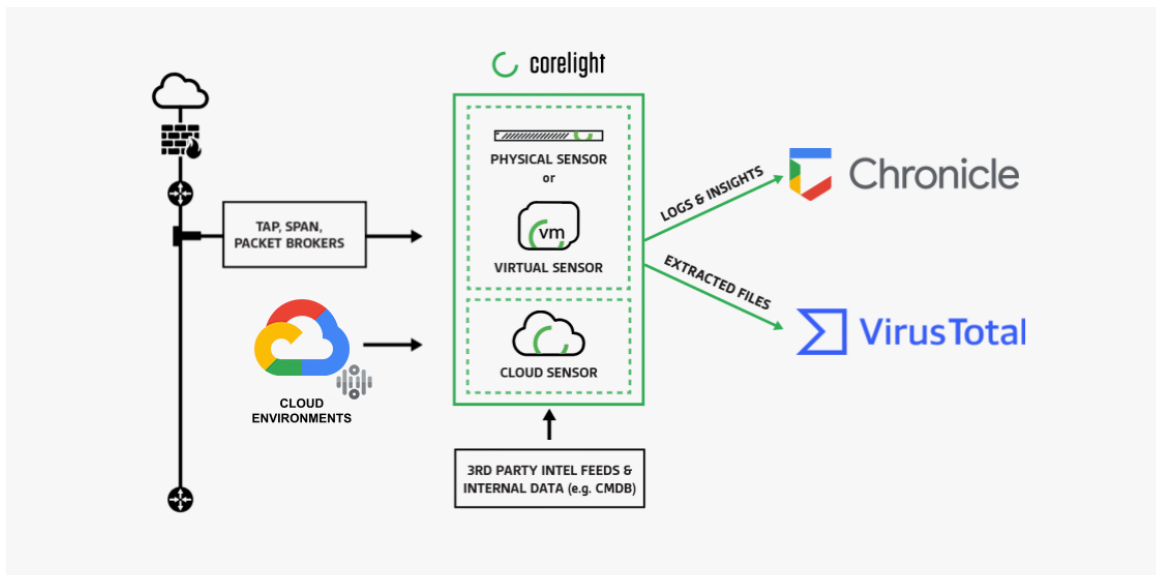 corelight
PHYSICAL SENSOR
or
vm
VIRTUAL SENSOR
CLOUD SENSOR
TAP, SPAN,
PACKET BROKERS
CLOUD
ENVIRONMENTS
3RD PARTY INTEL FEEDS &
INTERNAL DATA (e.g. CMDB)
LOGS & INSIGHTS
Chronicle
EXTRACTED FILES
VirusTotal